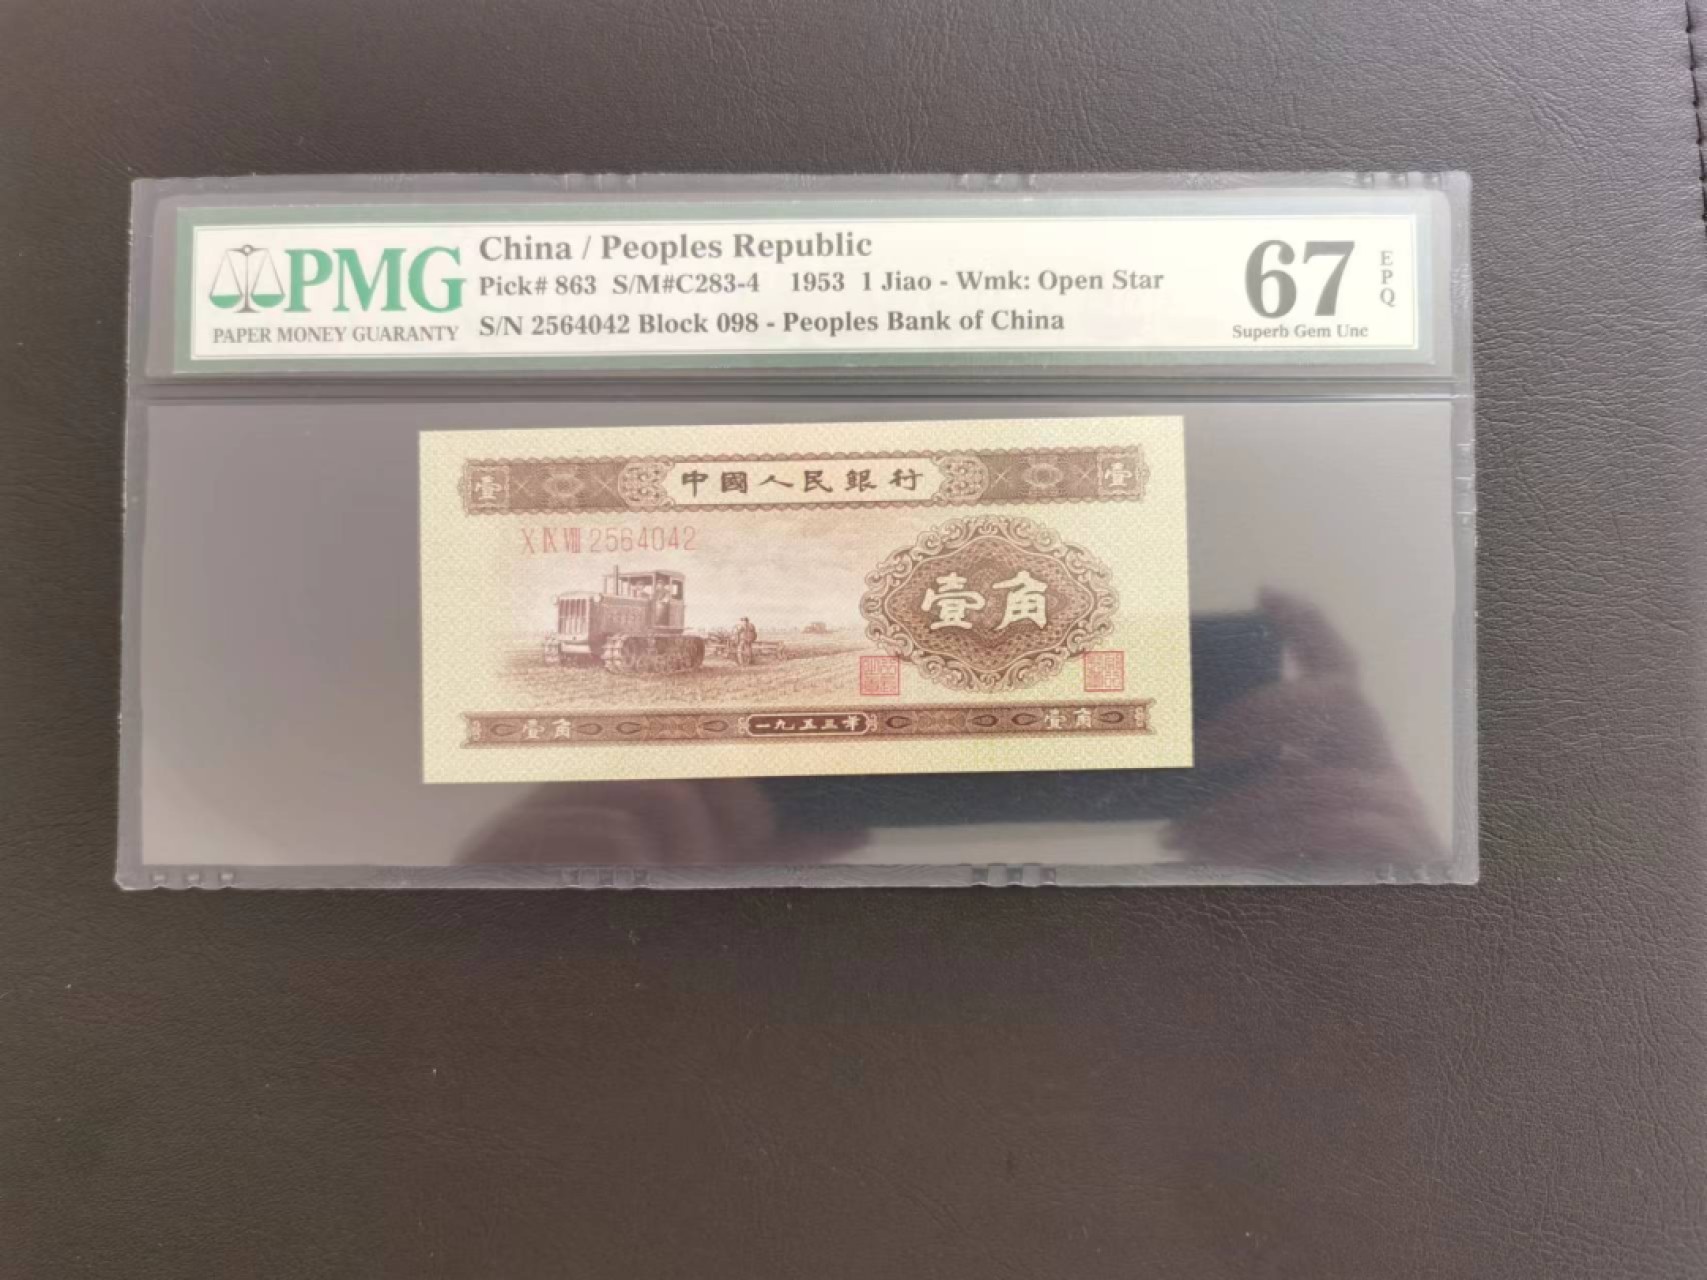 PMG
PAPER MONEY GUARANTY
China / Peoples Republic
Pick# 863 S/M#C283-4 1953 1 Jiao - Wmk: Open Star
S/N 2564042 Block 098 - Peoples Bank of China
67
EPQ
Superb Gem Unc
壹 中國人民銀行 壹
X IX VIII 2564042
壹角
壹角 一九五三年 壹角